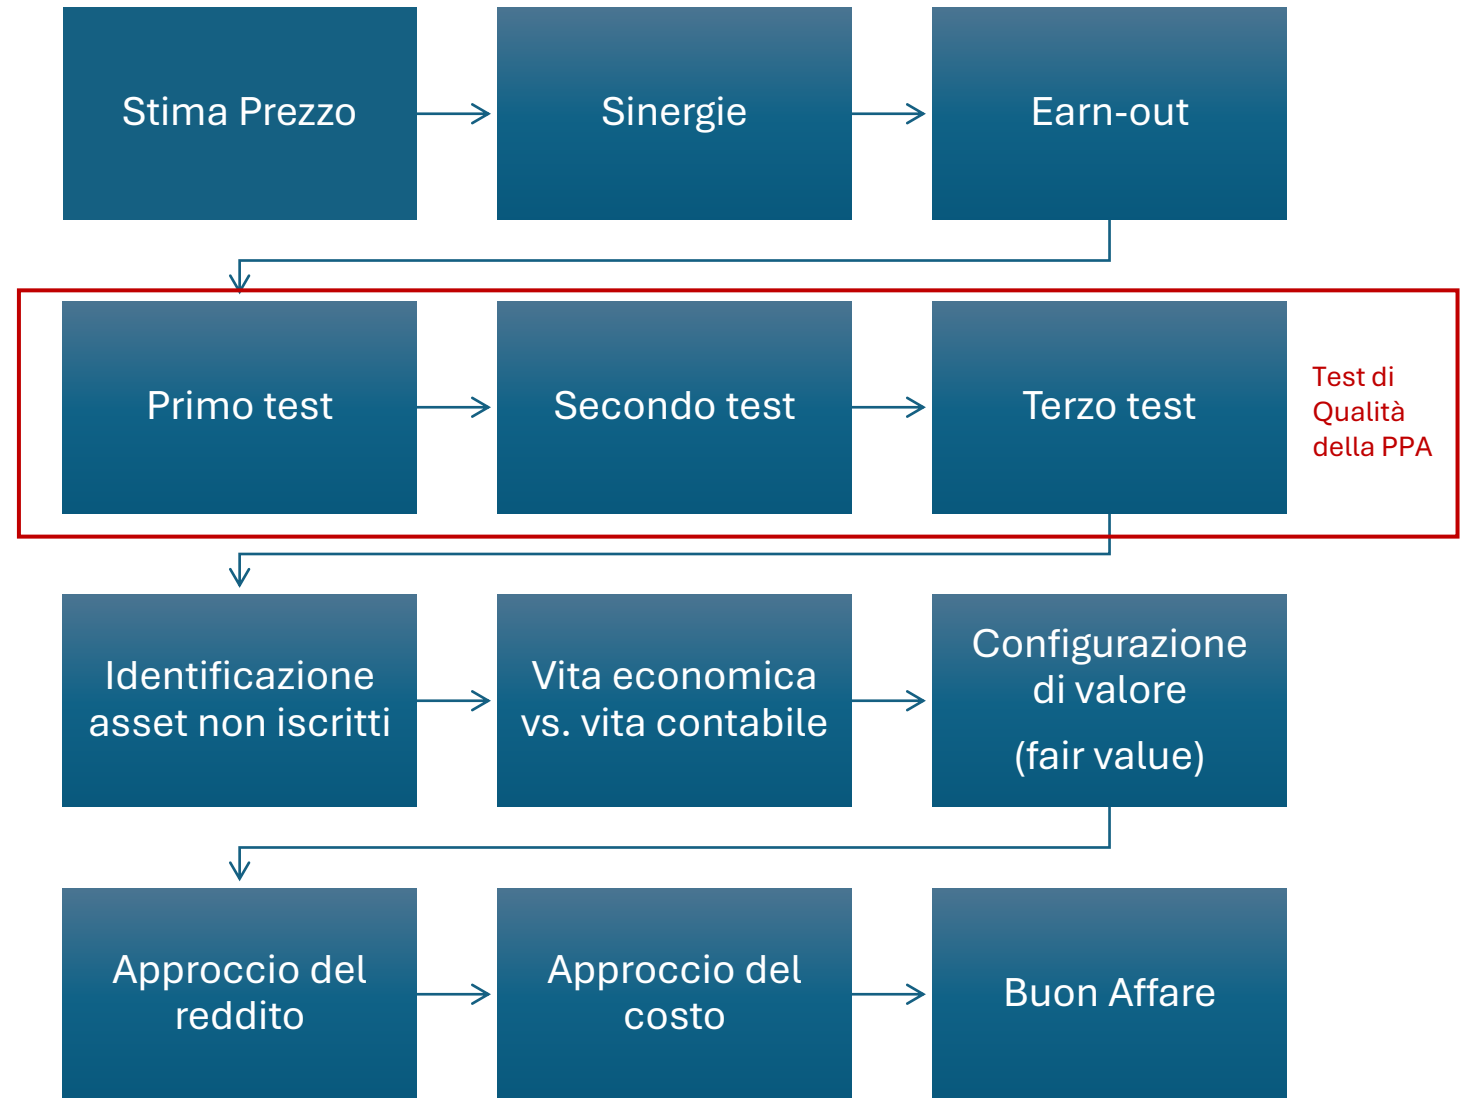 Stima Prezzo
Sinergie
Earn-out
Primo test
Secondo test
Terzo test
Test di
Qualità
della PPA
Identificazione
asset non iscritti
Vita economica
vs. vita contabile
Configurazione
di valore
(fair value)
Approccio del
reddito
Approccio del
costo
Buon Affare